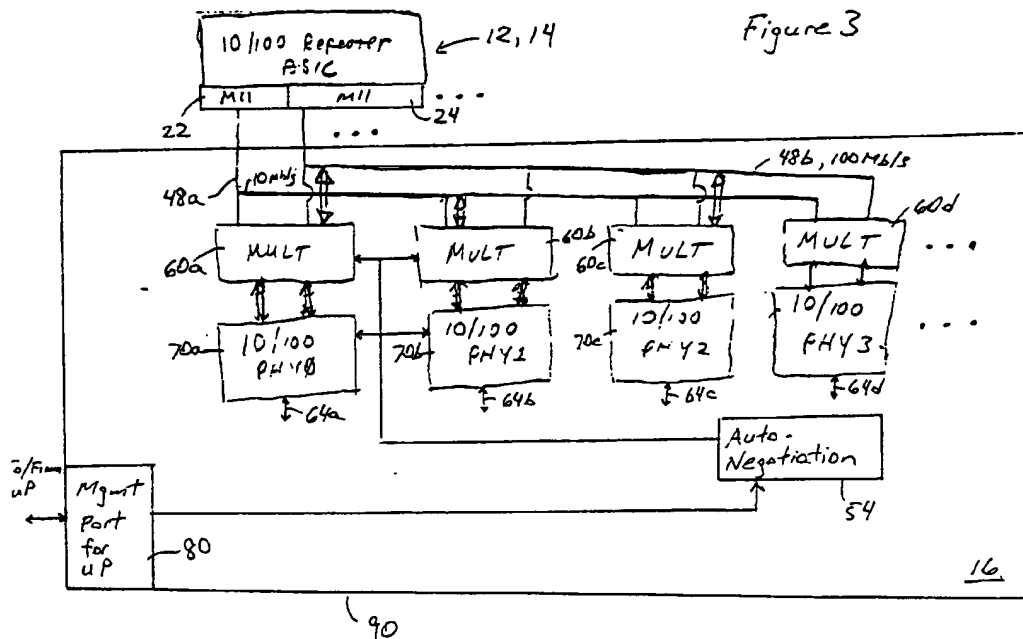 Figure 3
10/100 Repeater
ASIC
12, 14
MII
MII
22
24
48a
10Mb/s
48b, 100Mb/s
60a
MULT
MULT
60b
60c
MULT
MULT
60d
70a
10/100
PHY0
70b
10/100
PHY1
70c
10/100
PHY2
10/100
PHY3
64a
64b
64c
64d
Auto-
Negotiation
54
To/From
uP
Mgmt
Port
for
uP
80
16
90